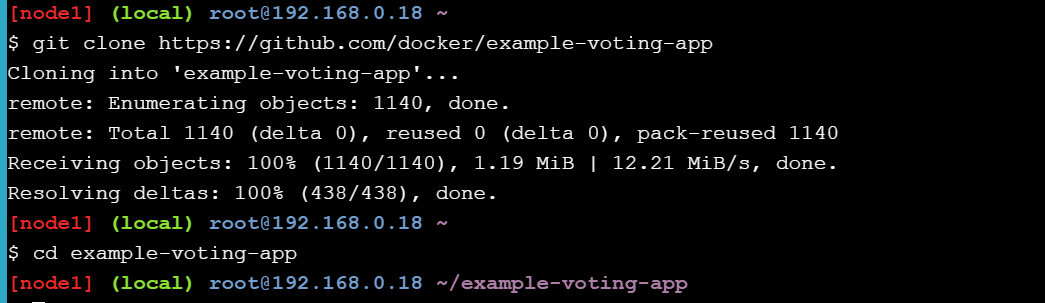 [node1] (local) root@192.168.0.18 ~
$ git clone https://github.com/docker/example-voting-app
Cloning into 'example-voting-app'...
remote: Enumerating objects: 1140, done.
remote: Total 1140 (delta 0), reused 0 (delta 0), pack-reused 1140
Receiving objects: 100% (1140/1140), 1.19 MiB | 12.21 MiB/s, done.
Resolving deltas: 100% (438/438), done.
[node1] (local) root@192.168.0.18 ~
$ cd example-voting-app
[node1] (local) root@192.168.0.18 ~/example-voting-app